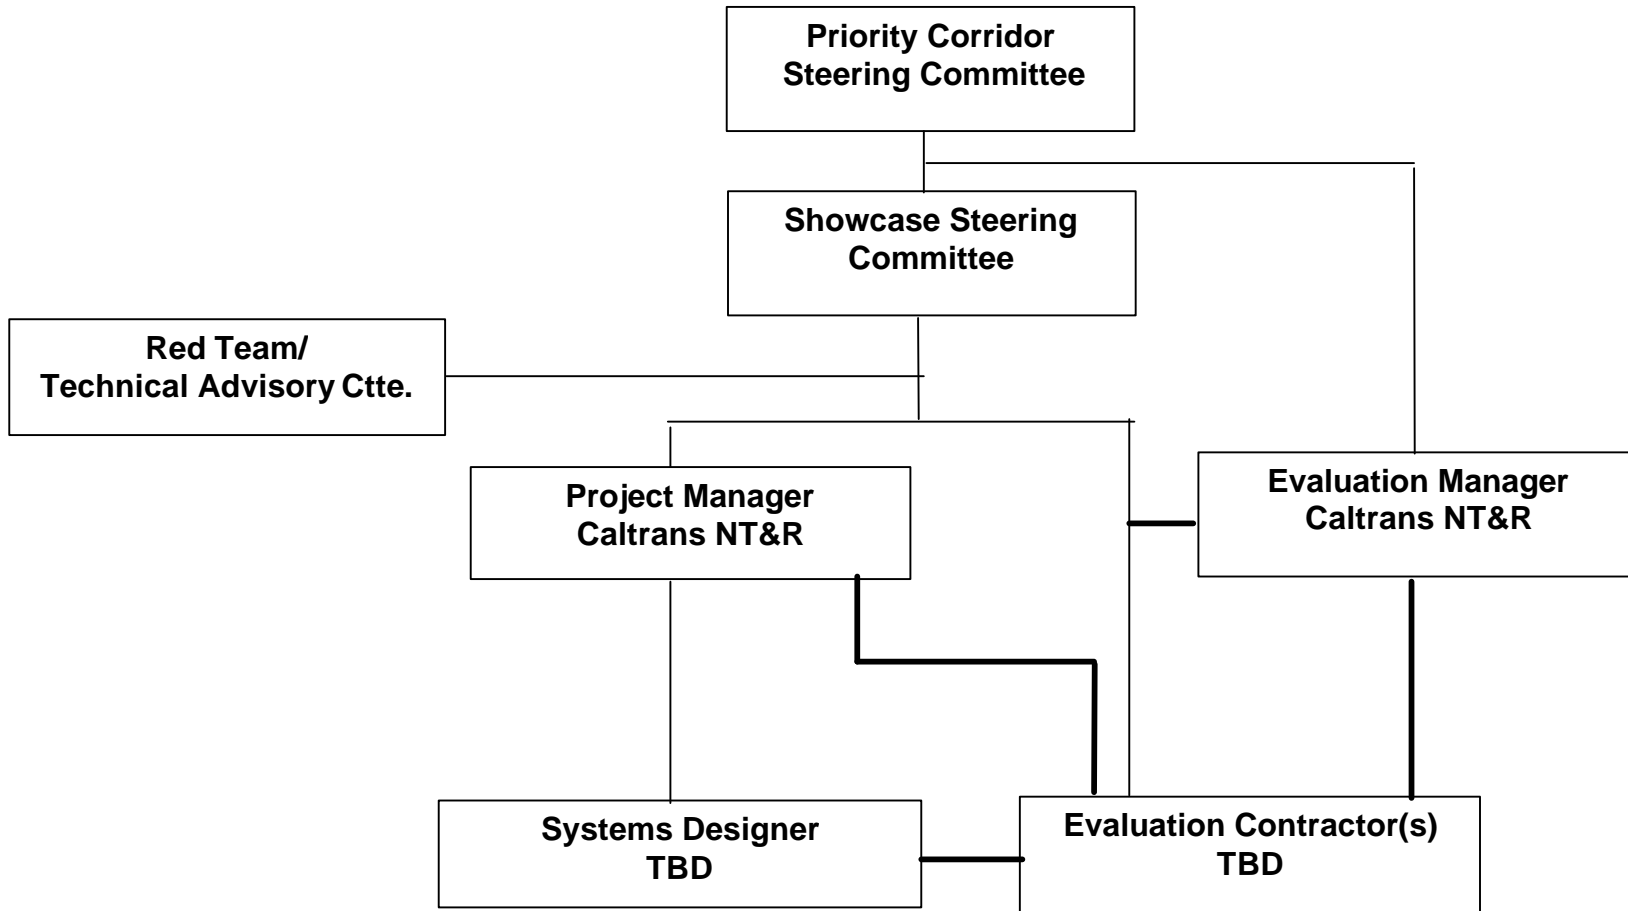 Priority Corridor
Steering Committee
Showcase Steering
Committee
Red Team/
Technical Advisory Ctte.
Project Manager
Caltrans NT&R
Evaluation Manager
Caltrans NT&R
Systems Designer
TBD
Evaluation Contractor(s)
TBD